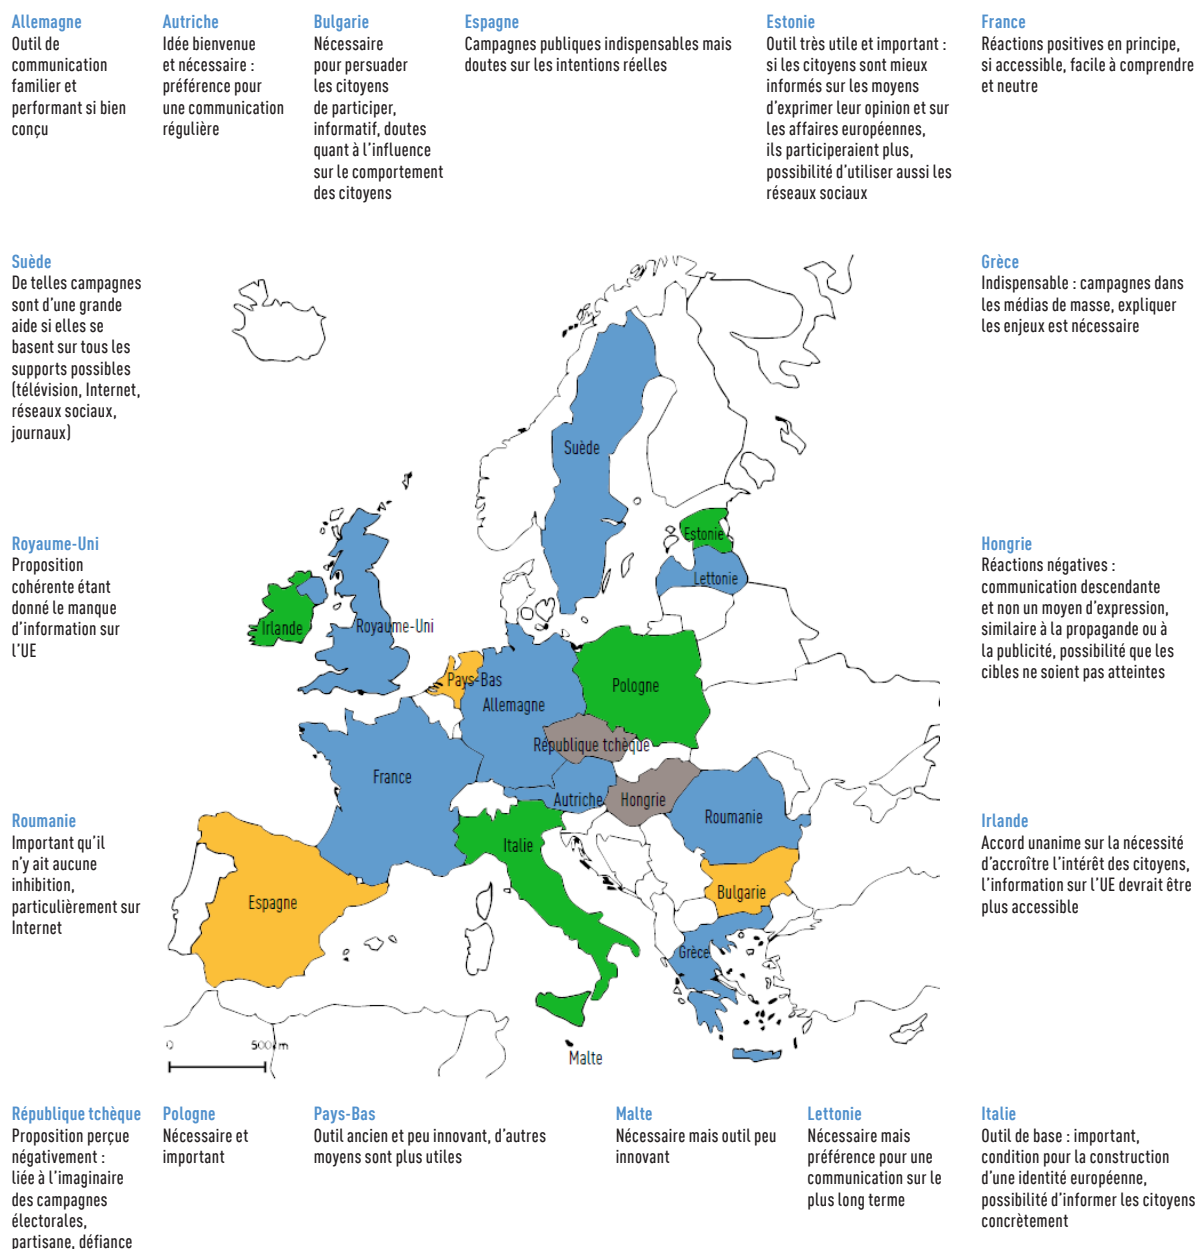 Allemagne
Outil de
communication
familier et
performant si bien
conçu
Autriche
Idée bienvenue
et nécessaire :
préférence pour
une communication
régulière
Bulgarie
Nécessaire
pour persuader
les citoyens
de participer,
informatif, doutes
quant à l’influence
sur le comportement
des citoyens
Espagne
Campagnes publiques indispensables mais
doutes sur les intentions réelles
Estonie
Outil très utile et important :
si les citoyens sont mieux
informés sur les moyens
d’exprimer leur opinion et sur
les affaires européennes,
ils participeraient plus,
possibilité d’utiliser aussi les
réseaux sociaux
France
Réactions positives en principe,
si accessible, facile à comprendre
et neutre
Suède
De telles campagnes
sont d’une grande
aide si elles se
basent sur tous les
supports possibles
(télévision, Internet,
réseaux sociaux,
journaux)
Grèce
Indispensable : campagnes dans
les médias de masse, expliquer
les enjeux est nécessaire
Royaume-Uni
Proposition
cohérente étant
donné le manque
d’information sur
l’UE
Hongrie
Réactions négatives :
communication descendante
et non un moyen d’expression,
similaire à la propagande ou à
la publicité, possibilité que les
cibles ne soient pas atteintes
Roumanie
Important qu’il
n’y ait aucune
inhibition,
particulièrement sur
Internet
Irlande
Accord unanime sur la nécessité
d’accroître l’intérêt des citoyens,
l’information sur l’UE devrait être
plus accessible
Suède
Estonie
Lettonie
Irlande
Royaume-Uni
Pays-Bas
Allemagne
Pologne
République tchèque
France
Autriche
Hongrie
Roumanie
Italie
Bulgarie
Espagne
Grèce
Malte
0
500 m
République tchèque
Proposition perçue
négativement :
liée à l’imaginaire
des campagnes
électorales,
partisane, défiance
Pologne
Nécessaire et
important
Pays-Bas
Outil ancien et peu innovant, d’autres
moyens sont plus utiles
Malte
Nécessaire mais outil peu
innovant
Lettonie
Nécessaire mais
préférence pour une
communication sur le
plus long terme
Italie
Outil de base : important,
condition pour la construction
d’une identité européenne,
possibilité d’informer les citoyens
concrètement